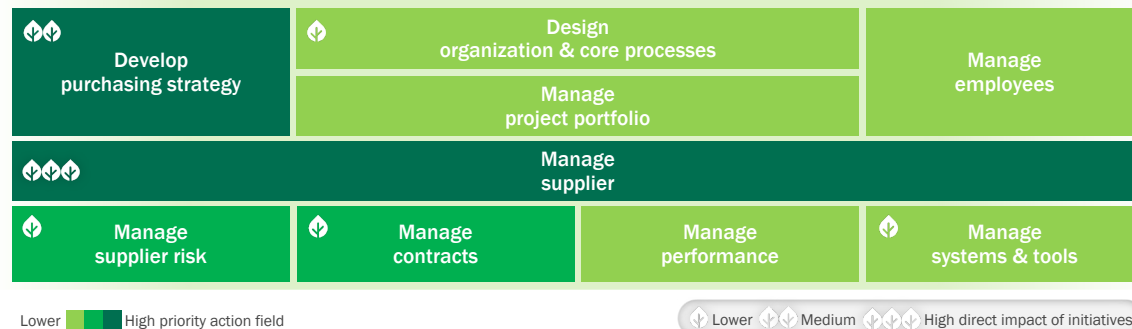 Develop
purchasing strategy
Design
organization & core processes
Manage
project portfolio
Manage
employees
Manage
supplier
Manage
supplier risk
Manage
contracts
Manage
performance
Manage
systems & tools
Lower High priority action field
Lower Medium High direct impact of initiatives